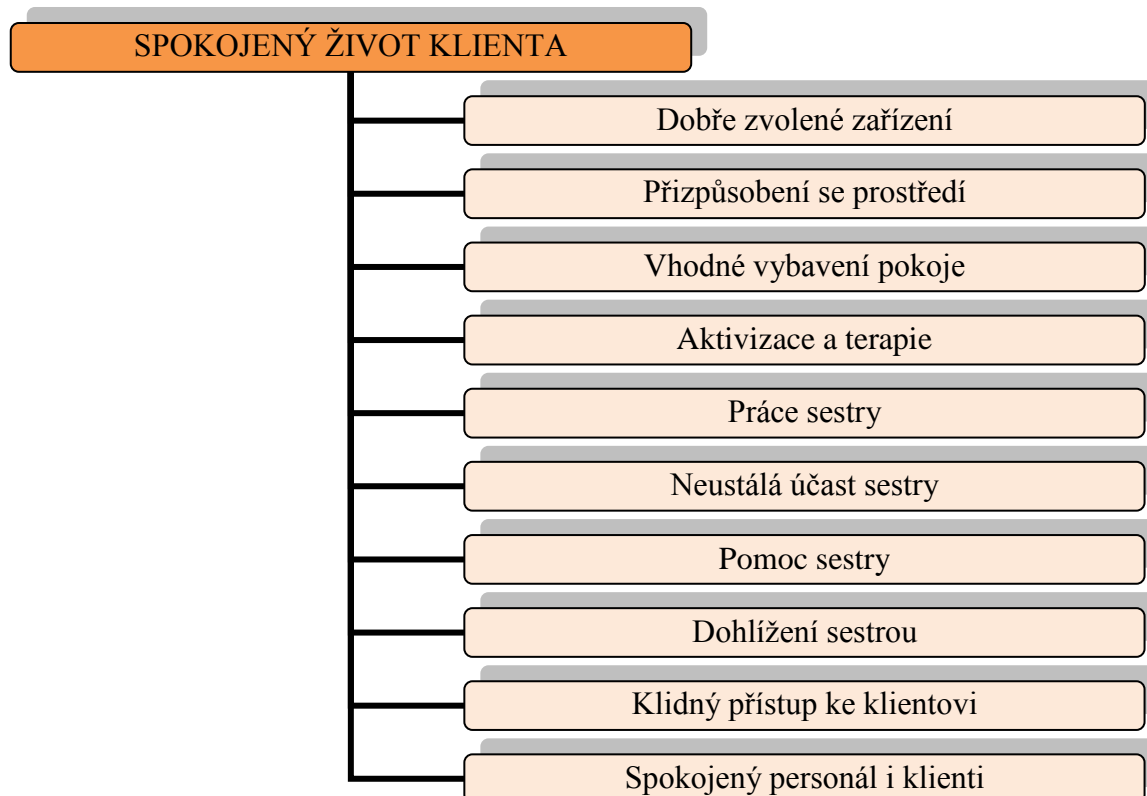 SPOKOJENÝ ŽIVOT KLIENTA
Dobře zvolené zařízení
Přizpůsobení se prostředí
Vhodné vybavení pokoje
Aktivizace a terapie
Práce sestry
Neustálá účast sestry
Pomoc sestry
Dohlížení sestrou
Klidný přístup ke klientovi
Spokojený personál i klienti